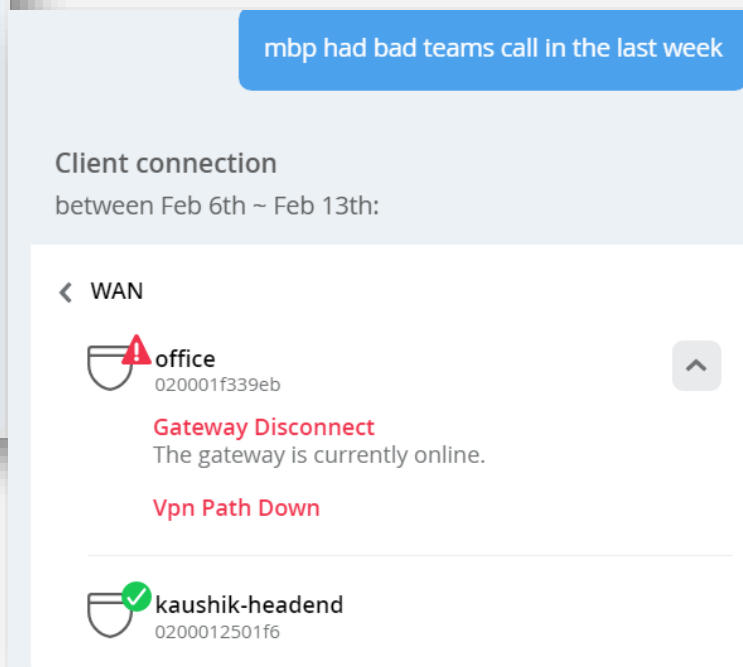 mbp had bad teams call in the last week
Client connection
between Feb 6th ~ Feb 13th:
WAN
office
020001f339eb
Gateway Disconnect
The gateway is currently online.
Vpn Path Down
kaushik-headend
0200012501f6